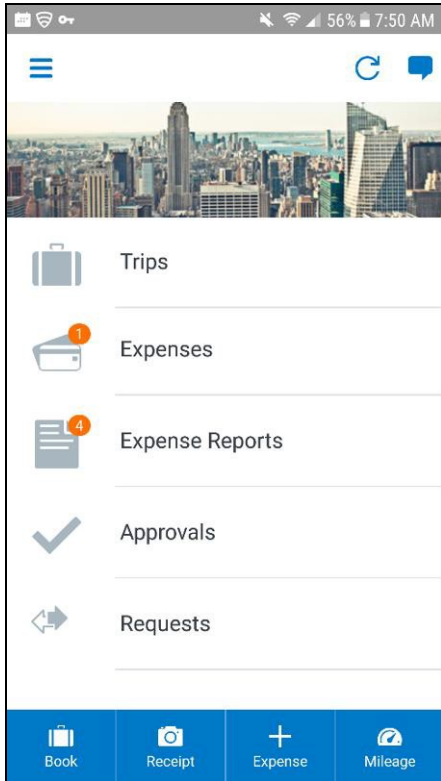 56% 7:50 AM
Trips
1
Expenses
4
Expense Reports
Approvals
Requests
Book Receipt Expense Mileage